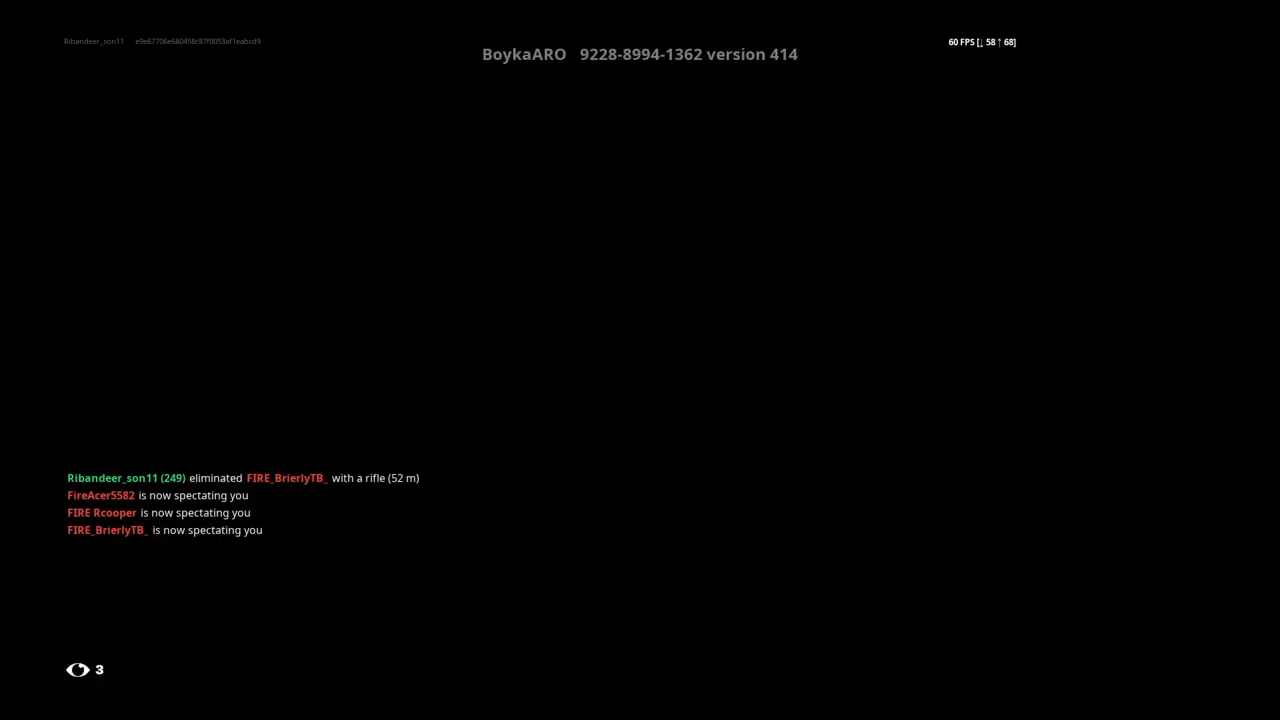 Ribandeer_son11 e9e67706e680458c87f0053af1eabcd9
BoykaARO 9228-8994-1362 version 414
60 FPS [↓ 58 ↑ 68]
Ribandeer_son11 (249) eliminated FIRE_BrierlyTB_ with a rifle (52 m)
FireAcer5582 is now spectating you
FIRE Rcooper is now spectating you
FIRE_BrierlyTB_ is now spectating you
3